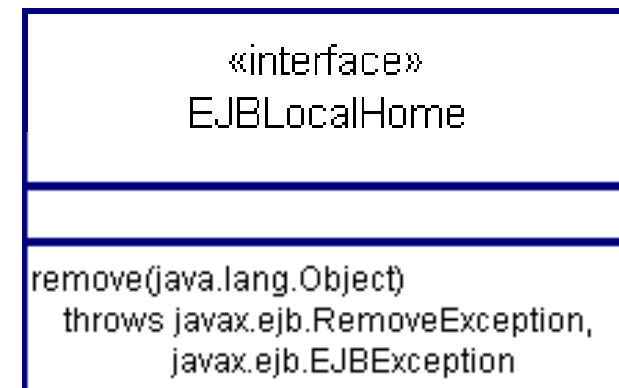 «interface»
EJBLocalHome
remove(java.lang.Object)
throws javax.ejb.RemoveException,
javax.ejb.EJBException